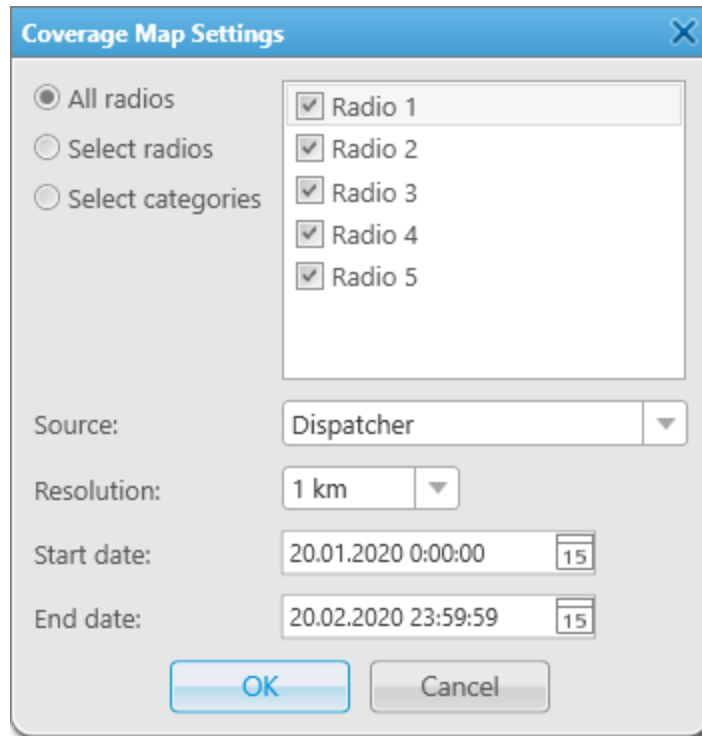 Coverage Map Settings
All radios
Select radios
Select categories
Radio 1
Radio 2
Radio 3
Radio 4
Radio 5
Source:
Dispatcher
Resolution:
1 km
Start date:
20.01.2020 0:00:00
15
End date:
20.02.2020 23:59:59
15
OK
Cancel